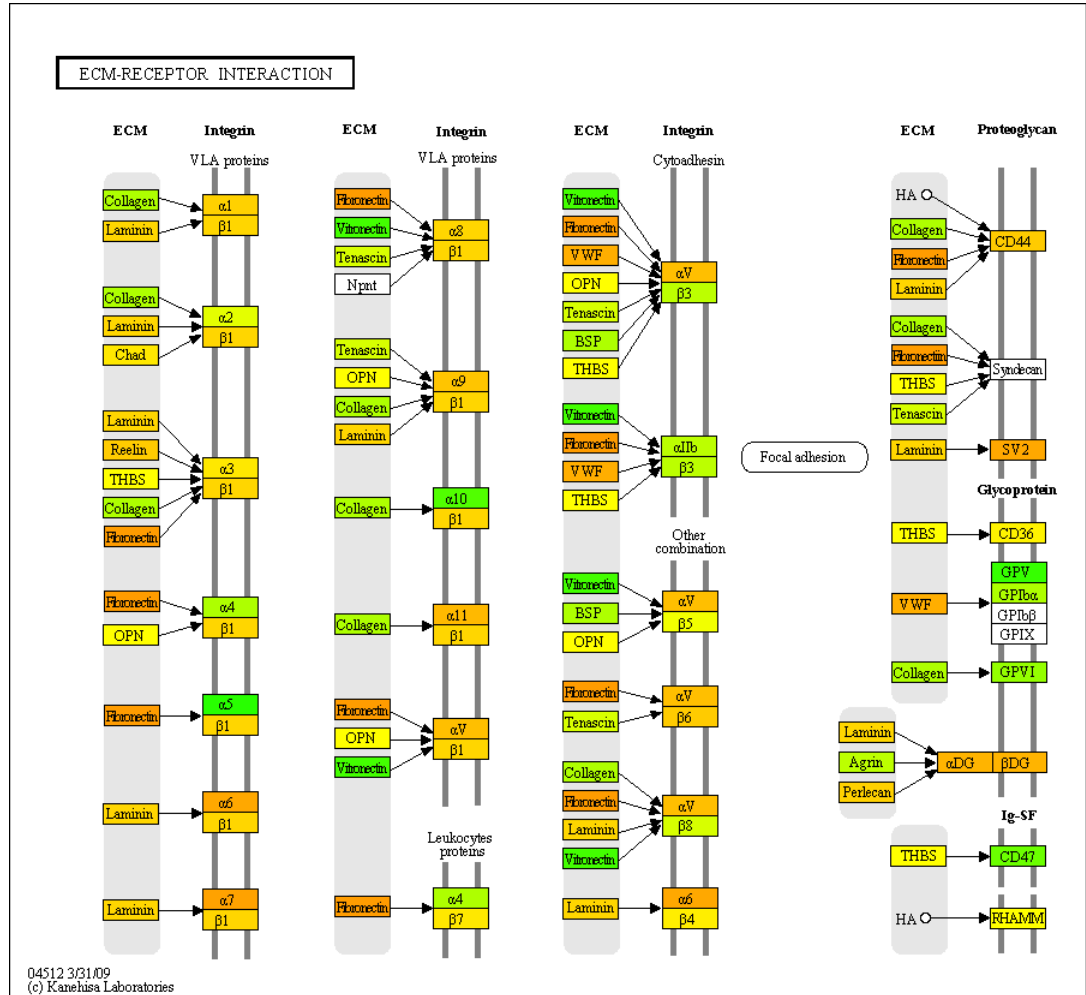 ECM-RECEPTOR INTERACTION
ECM Integrin
VLA proteins
Collagen
Laminin
α1
β1
Collagen
Laminin
Chad
α2
β1
Laminin
Reelin
THBS
Collagen
Fibronectin
α3
β1
Fibronectin
OPN
α4
β1
Fibronectin
α5
β1
Laminin
α6
β1
Laminin
α7
β1
ECM Integrin
VLA proteins
Fibronectin
Vitronectin
Tenascin
Npnt
α8
β1
Tenascin
OPN
Collagen
Laminin
α9
β1
Collagen
α10
β1
Collagen
α11
β1
Fibronectin
OPN
Vitronectin
αV
β1
Leukocytes
proteins
Fibronectin
α4
β7
ECM Integrin
Cytoadhesin
Vitronectin
Fibronectin
VWF
OPN
Tenascin
BSP
THBS
αV
β3
Vitronectin
Fibronectin
VWF
THBS
αIIb
β3
Other
combination
Vitronectin
BSP
OPN
αV
β5
Fibronectin
Tenascin
αV
β6
Collagen
Fibronectin
Laminin
Vitronectin
αV
β8
Laminin
α6
β4
Focal adhesion
ECM Proteoglycan
HA
Collagen
Fibronectin
Laminin
CD44
Collagen
Fibronectin
THBS
Tenascin
Syndecan
Laminin
SV2
Glycoprotein
THBS
CD36
VWF
GPV
GPIbα
GPIbβ
GPIX
Collagen
GPVI
Laminin
Agrin
Perlecan
αDG βDG
Ig-SF
THBS
CD47
HA
RHAMM
04512 3/31/09
(c) Kanehisa Laboratories